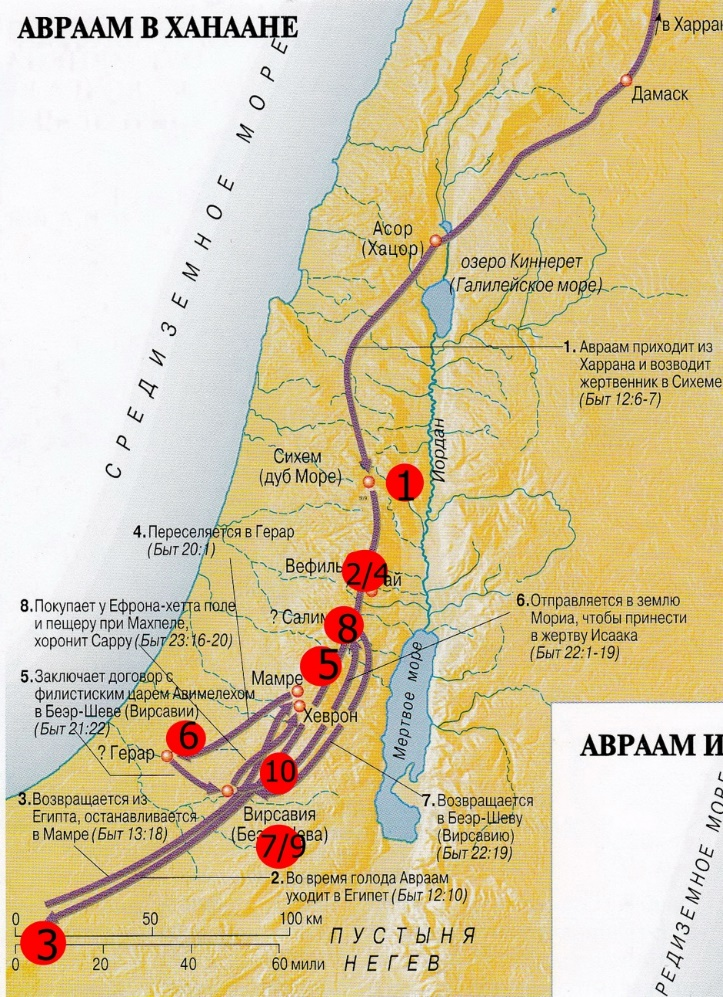 АВРААМ В ХАНААНЕ
в Харран
Дамаск
СРЕДИЗЕМНОЕ МОРЕ
Асор
(Хацор)
озеро Киннерет
(Галилейское море)
1. Авраам приходит из
Харрана и возводит
жертвенник в Сихеме
(Быт 12:6-7)
Иордан
Сихем
(дуб Море)
1
4. Переселяется в Герар
(Быт 20:1)
Вефиль
2/4
ай
8. Покупает у Ефрона-хетта поле
и пещеру при Махпеле,
хоронит Сарру (Быт 23:16-20)
? Салим
8
6. Отправляется в землю
Мориа, чтобы принести
в жертву Исаака
(Быт 22:1-19)
5. Заключает договор с
филистиским царем Авимелехом
в Беэр-Шеве (Вирсавии)
(Быт 21:22)
5
Мамре
Хеврон
Мертвое море
6
? Герар
АВРААМ И
10
3. Возвращается из
Египта, останавливается
в Мамре (Быт 13:18)
Вирсавия
(Беэр-Шева)
7/9
7. Возвращается
в Беэр-Шеву
(Вирсавию)
(Быт 22:19)
2. Во время голода Авраам
уходит в Египет (Быт 12:10)
0 50 100 км
3
0 20 40 60 мили
ПУСТЫНЯ
НЕГЕВ
РЕДИЗЕМНОЕ МОРЕ